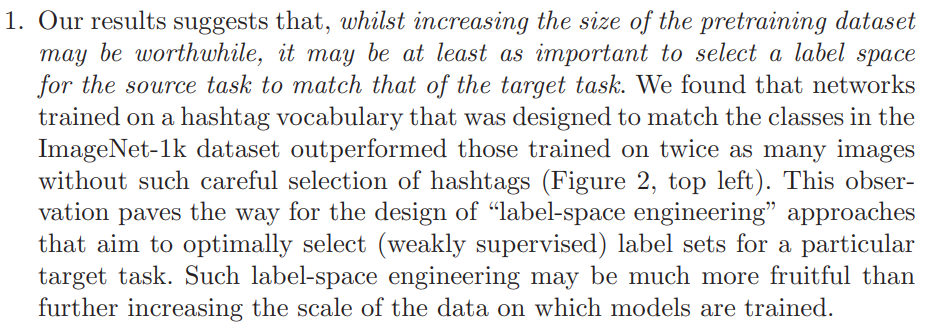 1. Our results suggests that, whilst increasing the size of the pretraining dataset
may be worthwhile, it may be at least as important to select a label space
for the source task to match that of the target task. We found that networks
trained on a hashtag vocabulary that was designed to match the classes in the
ImageNet-1k dataset outperformed those trained on twice as many images
without such careful selection of hashtags (Figure 2, top left). This obser-
vation paves the way for the design of “label-space engineering” approaches
that aim to optimally select (weakly supervised) label sets for a particular
target task. Such label-space engineering may be much more fruitful than
further increasing the scale of the data on which models are trained.